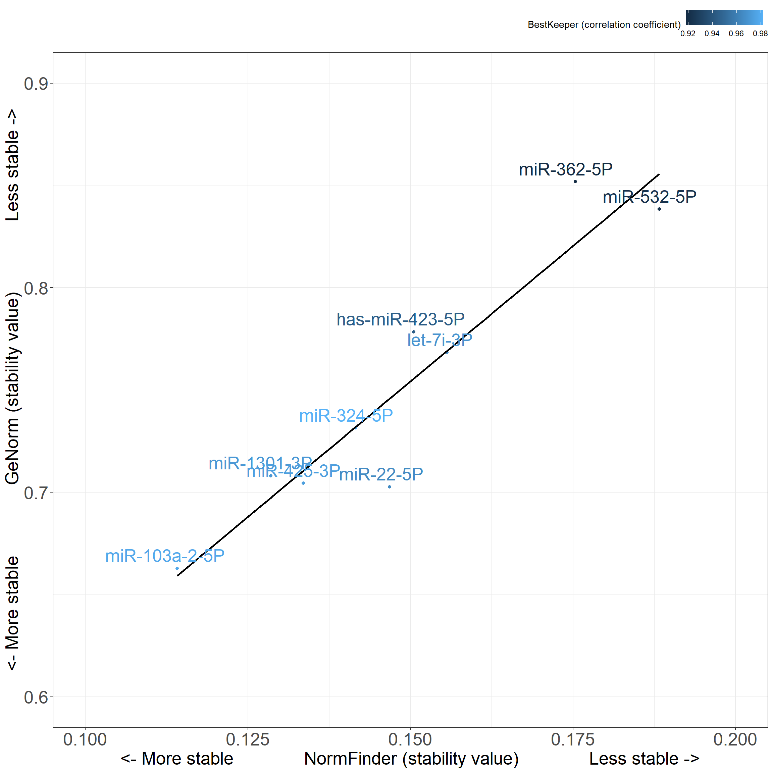 BestKeeper (correlation coefficient)
0.92 0.94 0.96 0.98
0.9
0.8
0.7
0.6
Less stable ->
GeNorm (stability value)
<- More stable
miR-362-5P
miR-532-5P
has-miR-423-5P
let-7i-3P
miR-324-5P
miR-1301-3P
miR-425-3P
miR-22-5P
miR-103a-2-5P
0.100 0.125 0.150 0.175 0.200
<- More stable NormFinder (stability value) Less stable ->